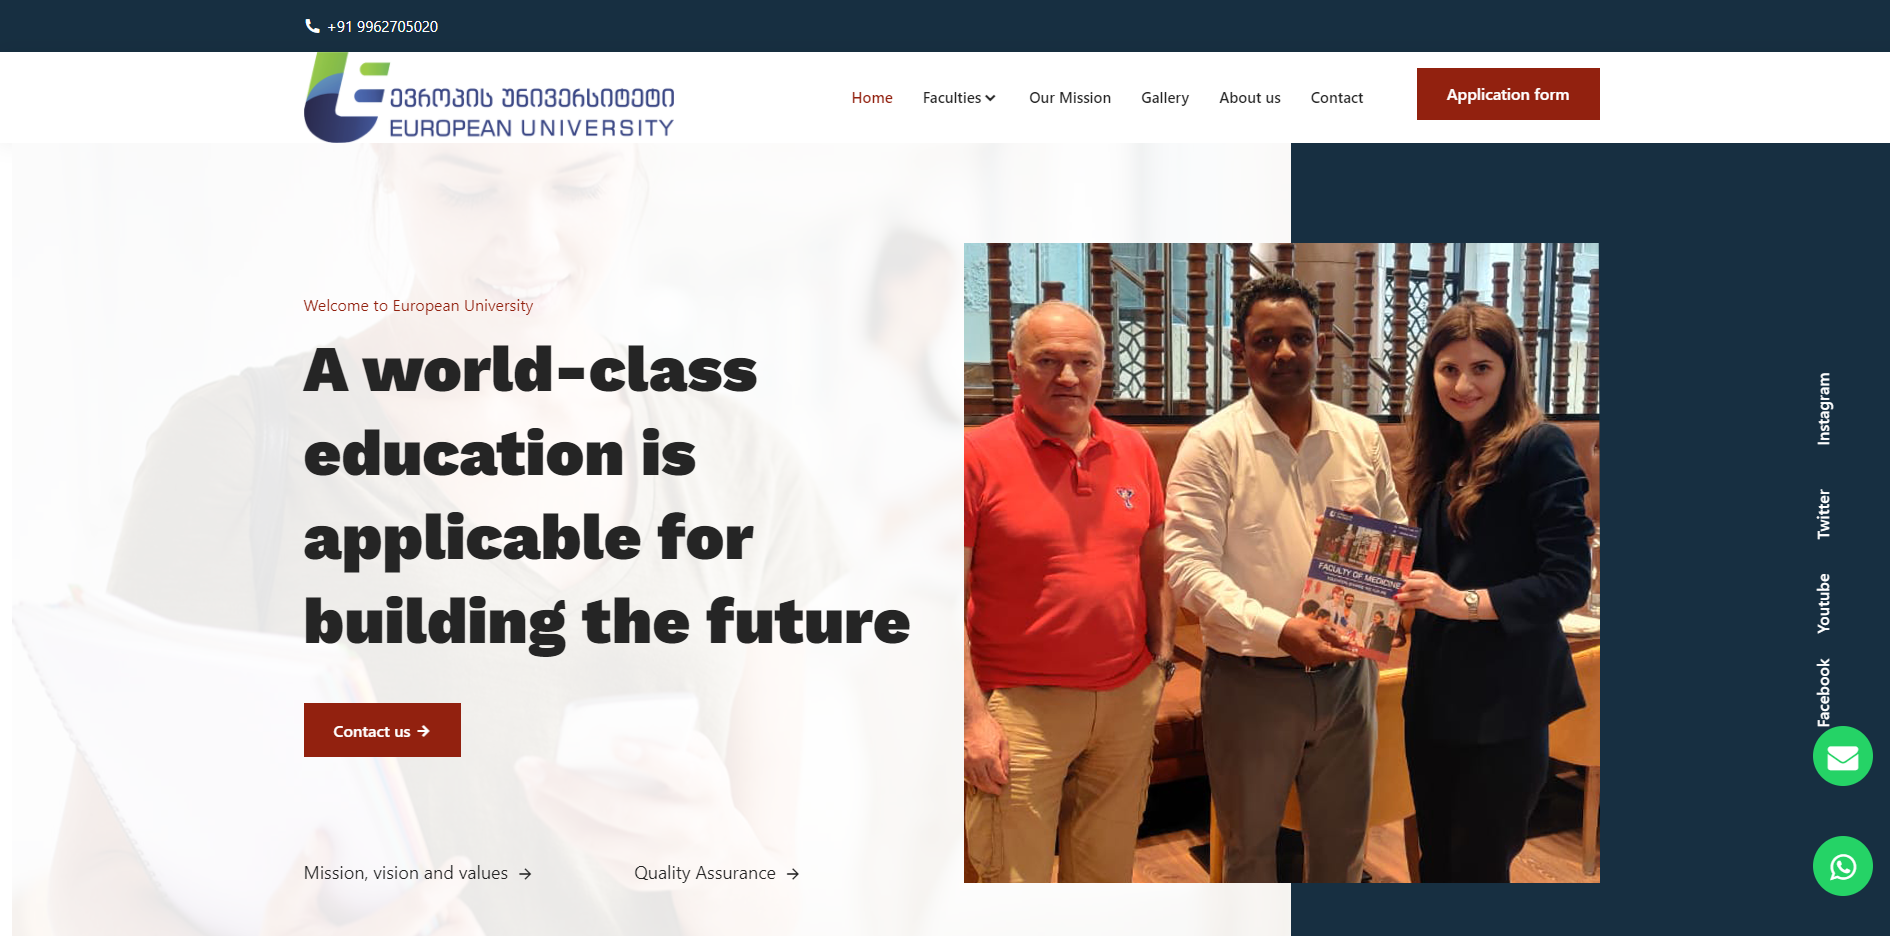 +91 9962705020
ევროპის უნივერსიტეტი
EUROPEAN UNIVERSITY
Home
Faculties
Our Mission
Gallery
About us
Contact
Application form
Welcome to European University
A world-class
education is
applicable for
building the future
Contact us
Mission, vision and values
Quality Assurance
FACULTY OF MEDICINE
Instagram
Twitter
Youtube
Facebook